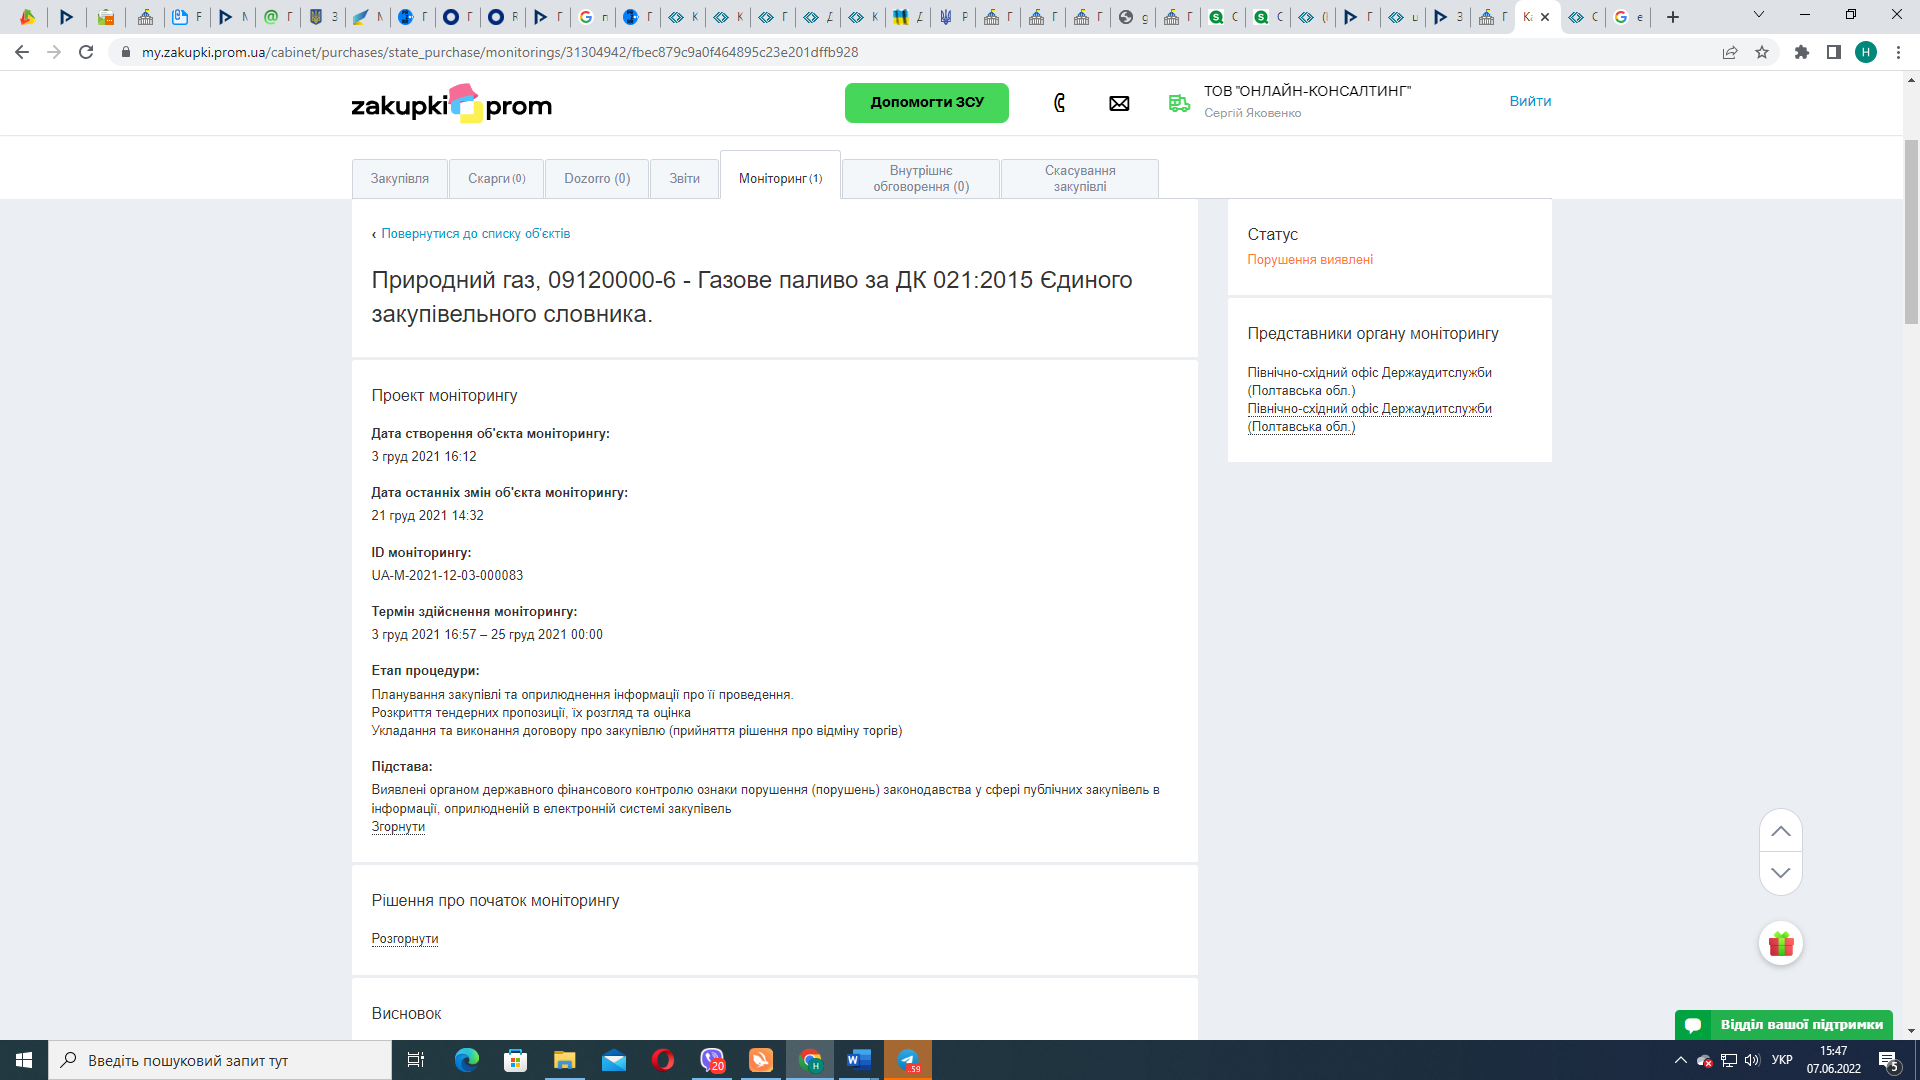 my.zakupki.prom.ua/cabinet/purchases/state_purchase/monitorings/31304942/fbec879c9a0f464895c23e201dffb928
H
zakupki prom
Допомогти ЗСУ
ТОВ "ОНЛАЙН-КОНСАЛТИНГ"
Сергій Яковенко
Вийти
Закупівля
Скарги (0)
Dozorro (0)
Звіти
Моніторинг (1)
Внутрішнє
обговорення (0)
Скасування
закупівлі
‹ Повернутися до списку об'єктів
Природний газ, 09120000-6 - Газове паливо за ДК 021:2015 Єдиного
закупівельного словника.
Проект моніторингу
Дата створення об'єкта моніторингу:
3 груд 2021 16:12
Дата останніх змін об'єкта моніторингу:
21 груд 2021 14:32
ID моніторингу:
UA-M-2021-12-03-000083
Термін здійснення моніторингу:
3 груд 2021 16:57 – 25 груд 2021 00:00
Етап процедури:
Планування закупівлі та оприлюднення інформації про її проведення.
Розкриття тендерних пропозиції, їх розгляд та оцінка
Укладання та виконання договору про закупівлю (прийняття рішення про відміну торгів)
Підстава:
Виявлені органом державного фінансового контролю ознаки порушення (порушень) законодавства у сфері публічних закупівель в
інформації, оприлюдненій в електронній системі закупівель
Згорнути
Рішення про початок моніторингу
Розгорнути
Висновок
Статус
Порушення виявлені
Представники органу моніторингу
Північно-східний офіс Держаудитслужби
(Полтавська обл.)
Північно-східний офіс Держаудитслужби
(Полтавська обл.)
Відділ вашої підтримки
Введіть пошуковий запит тут
20
59
УКР
15:47
07.06.2022
5